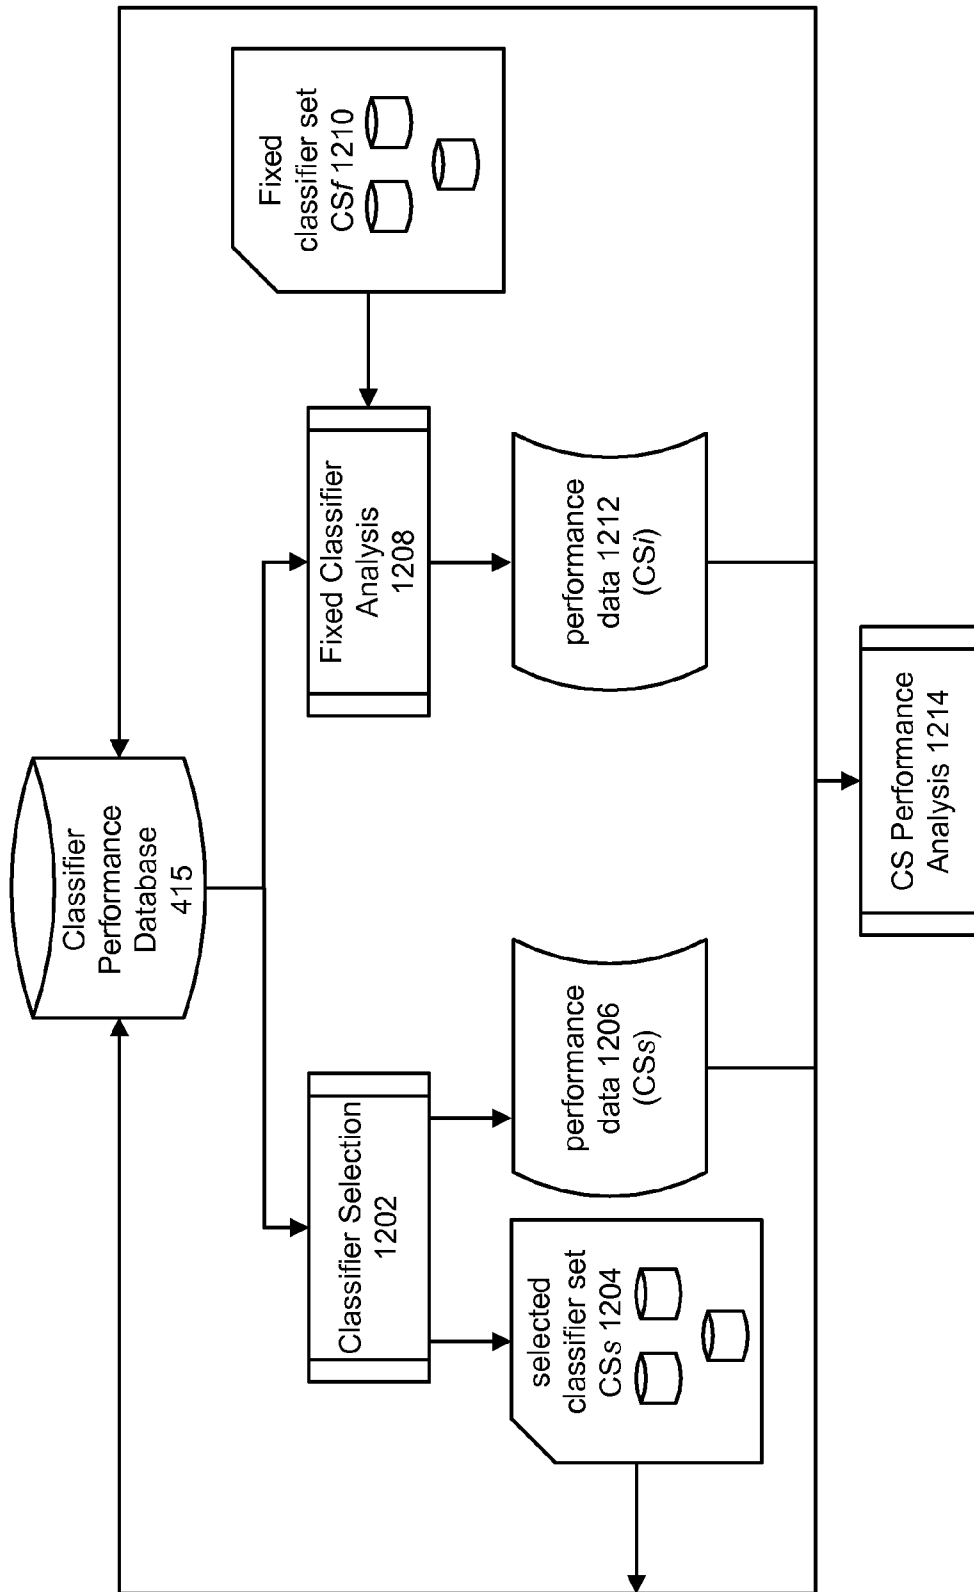 Classifier
Performance
Database
415
Classifier Selection
1202
Fixed Classifier
Analysis
1208
Fixed
classifier set
CSf 1210
selected
classifier set
CSs 1204
performance
data 1206
(CSs)
performance
data 1212
(CSi)
CS Performance
Analysis 1214